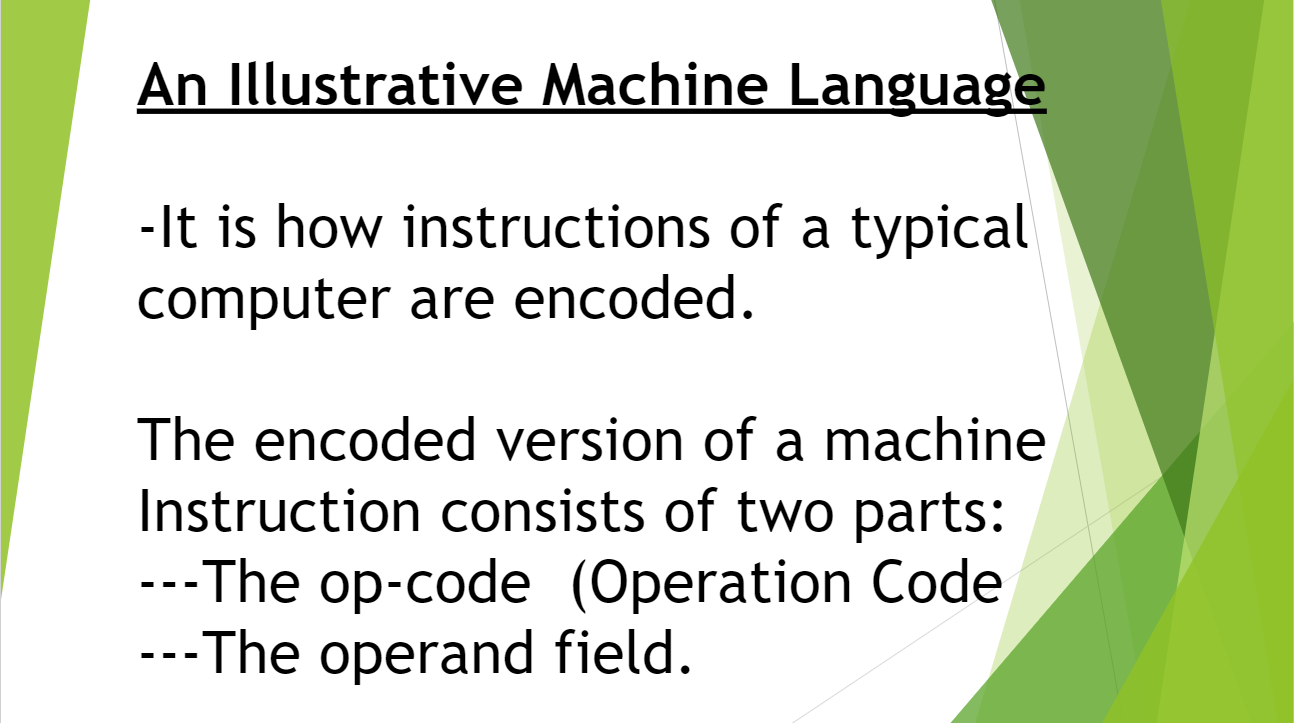 An Illustrative Machine Language
-It is how instructions of a typical
computer are encoded.
The encoded version of a machine
Instruction consists of two parts:
---The op-code  (Operation Code
---The operand field.